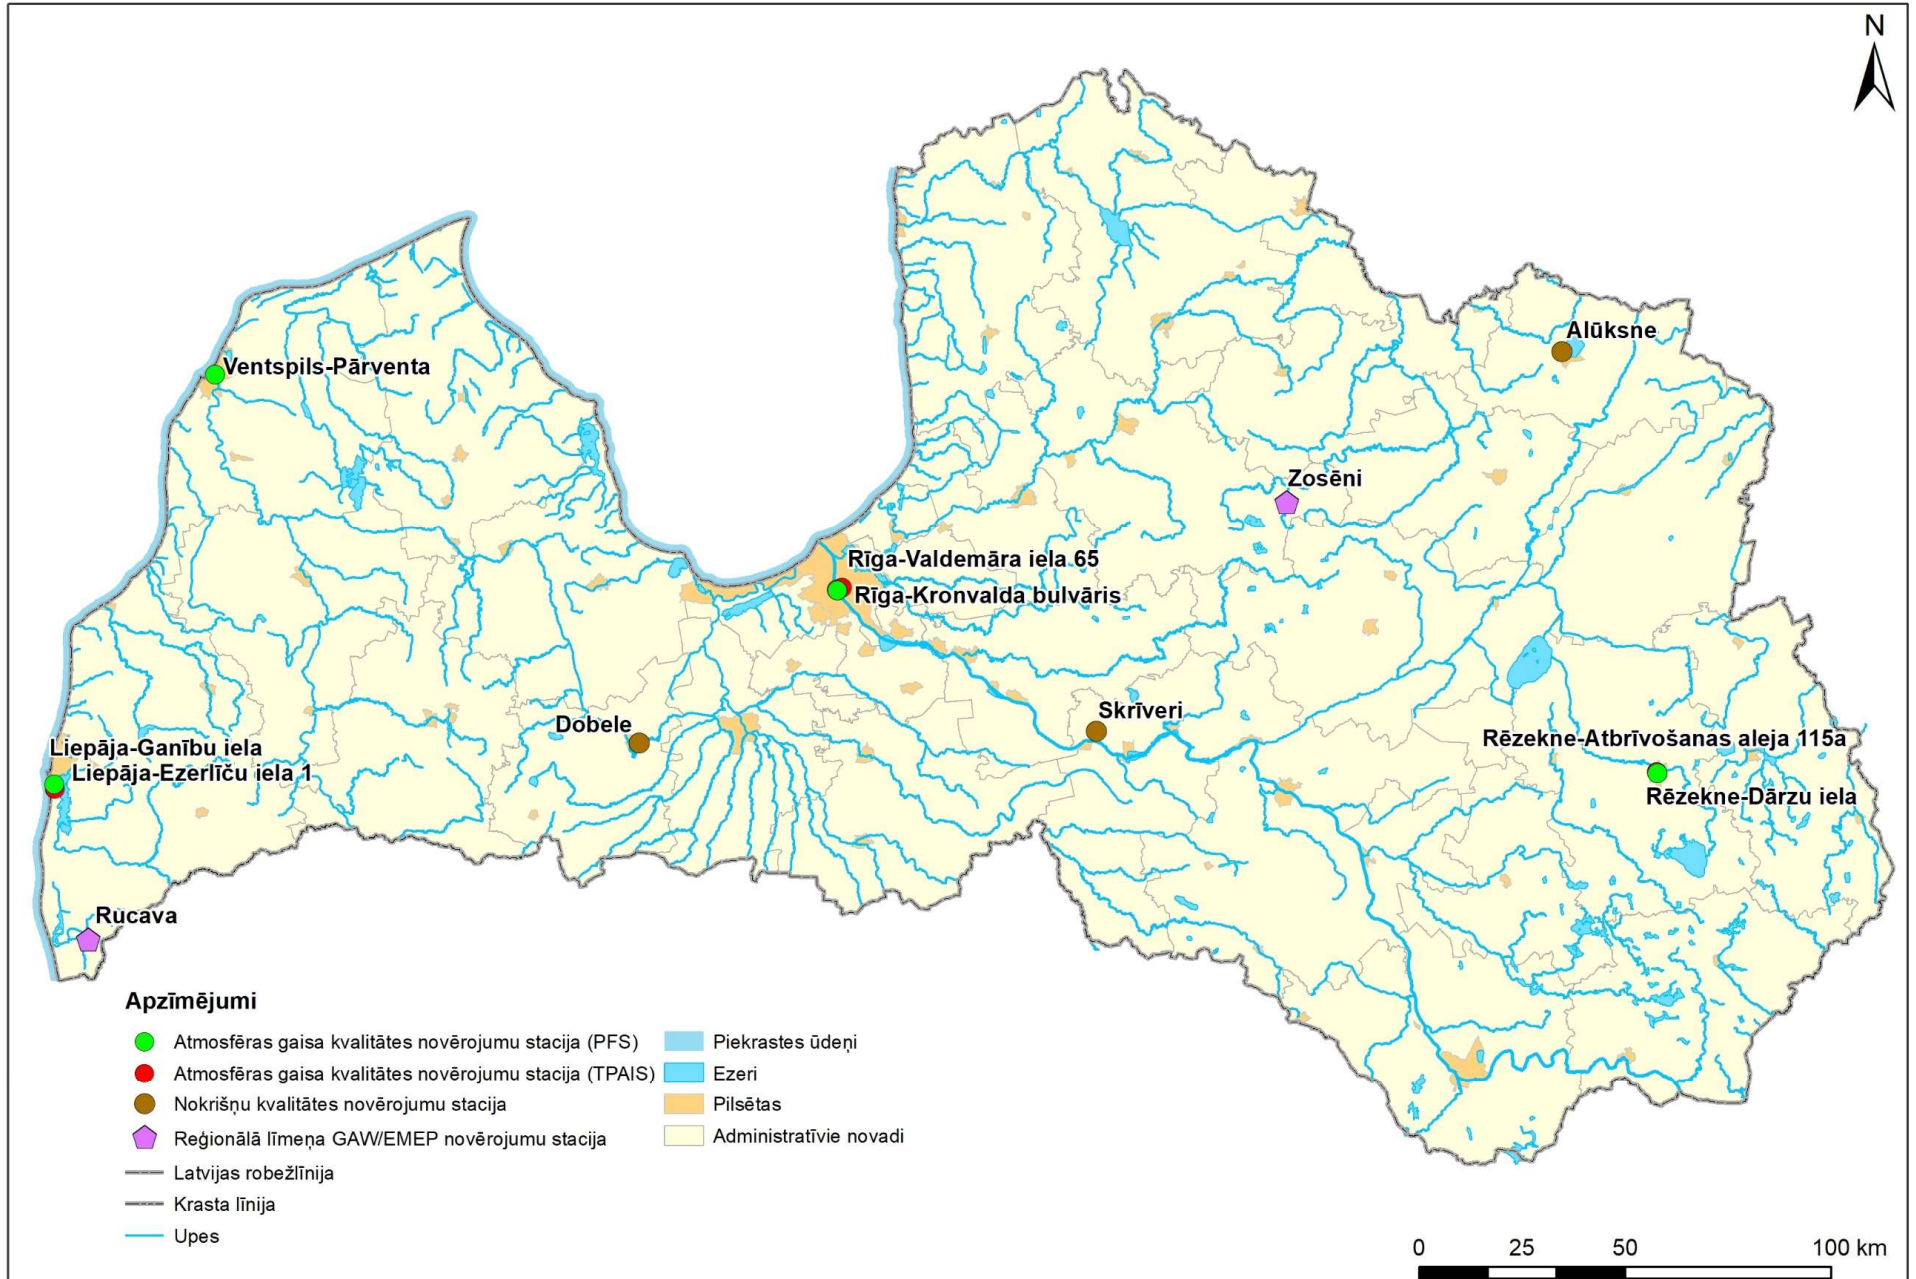 N
Alūksne
Ventspils-Pārventa
Zosēni
Rīga-Valdemāra iela 65
Rīga-Kronvalda bulvāris
Skrīveri
Dobele
Rēzekne-Atbrīvošanas aleja 115a
Liepāja-Ganību iela
Liepāja-Ezerlīču iela 1
Rēzekne-Dārzu iela
Rucava
Apzīmējumi
Atmosfēras gaisa kvalitātes novērojumu stacija (PFS)
Atmosfēras gaisa kvalitātes novērojumu stacija (TPAIS)
Nokrišņu kvalitātes novērojumu stacija
Reģionālā līmeņa GAW/EMEP novērojumu stacija
Latvijas robežlīnija
Krasta līnija
Upes
Piekrastes ūdeņi
Ezeri
Pilsētas
Administratīvie novadi
0 25 50 100 km